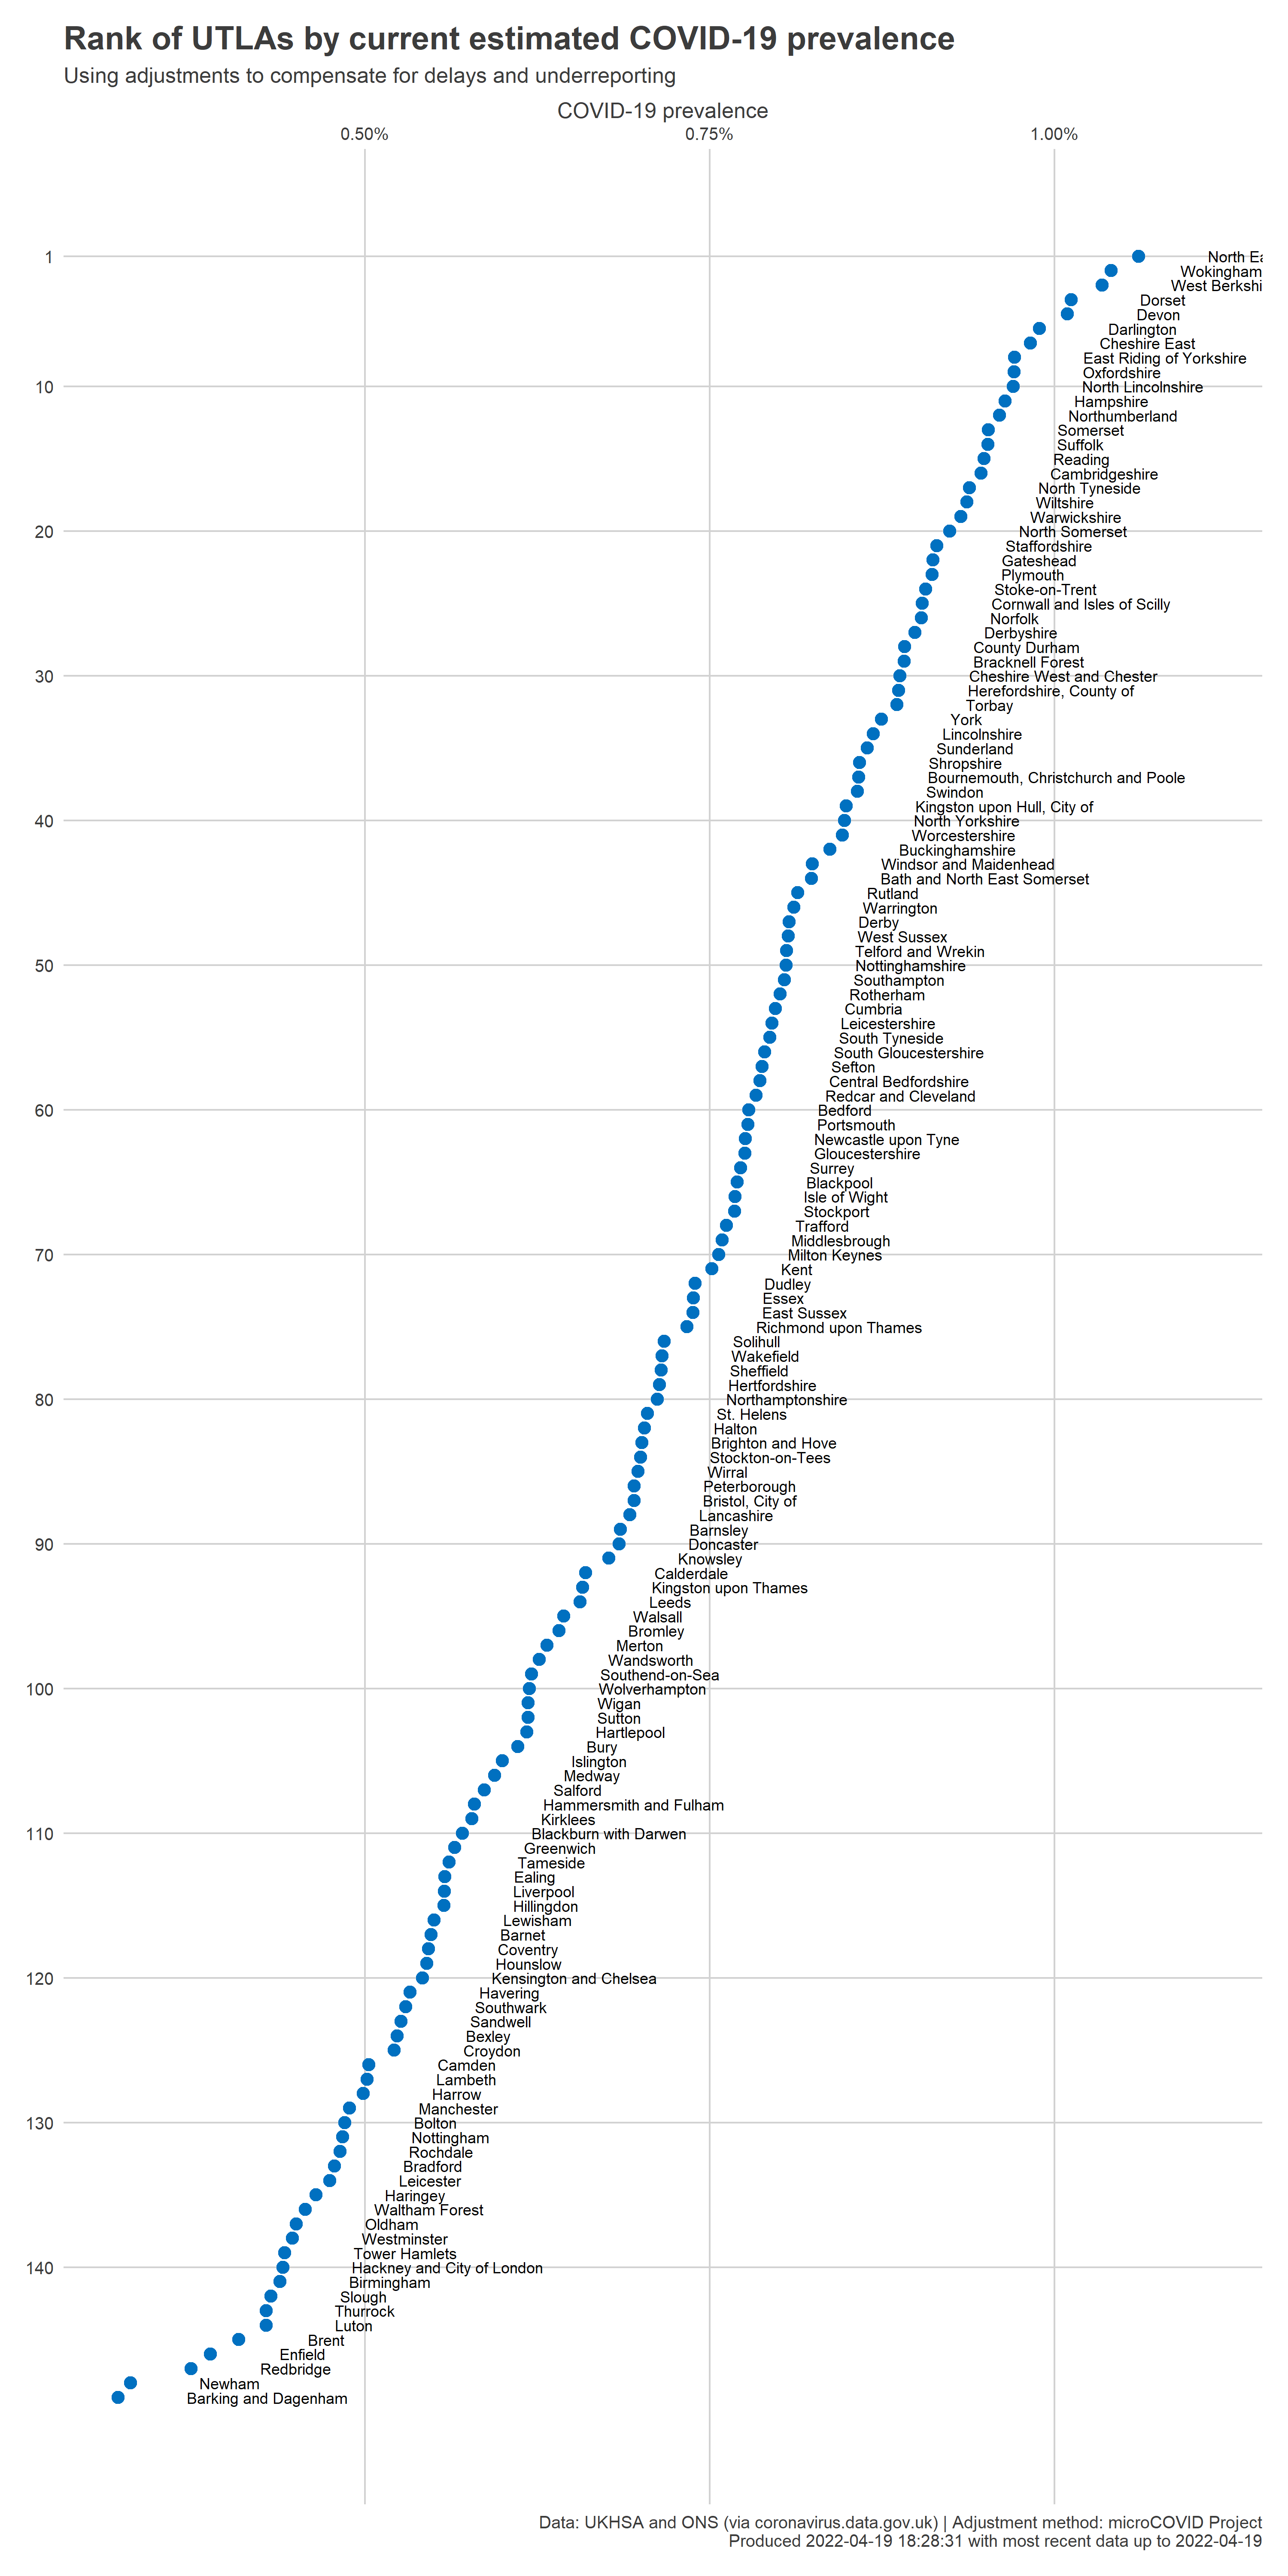 Rank of UTLAs by current estimated COVID-19 prevalence
Using adjustments to compensate for delays and underreporting
COVID-19 prevalence
0.50% 0.75% 1.00%
1 North Ea
Wokingham
West Berkshi
Dorset
Devon
Darlington
Cheshire East
East Riding of Yorkshire
Oxfordshire
10 North Lincolnshire
Hampshire
Northumberland
Somerset
Suffolk
Reading
Cambridgeshire
North Tyneside
Wiltshire
Warwickshire
20 North Somerset
Staffordshire
Gateshead
Plymouth
Stoke-on-Trent
Cornwall and Isles of Scilly
Norfolk
Derbyshire
County Durham
Bracknell Forest
30 Cheshire West and Chester
Herefordshire, County of
Torbay
York
Lincolnshire
Sunderland
Shropshire
Bournemouth, Christchurch and Poole
Swindon
Kingston upon Hull, City of
40 North Yorkshire
Worcestershire
Buckinghamshire
Windsor and Maidenhead
Bath and North East Somerset
Rutland
Warrington
Derby
West Sussex
Telford and Wrekin
50 Nottinghamshire
Southampton
Rotherham
Cumbria
Leicestershire
South Tyneside
South Gloucestershire
Sefton
Central Bedfordshire
Redcar and Cleveland
60 Bedford
Portsmouth
Newcastle upon Tyne
Gloucestershire
Surrey
Blackpool
Isle of Wight
Stockport
Trafford
Middlesbrough
70 Milton Keynes
Kent
Dudley
Essex
East Sussex
Richmond upon Thames
Solihull
Wakefield
Sheffield
Hertfordshire
80 Northamptonshire
St. Helens
Halton
Brighton and Hove
Stockton-on-Tees
Wirral
Peterborough
Bristol, City of
Lancashire
Barnsley
90 Doncaster
Knowsley
Calderdale
Kingston upon Thames
Leeds
Walsall
Bromley
Merton
Wandsworth
Southend-on-Sea
100 Wolverhampton
Wigan
Sutton
Hartlepool
Bury
Islington
Medway
Salford
Hammersmith and Fulham
Kirklees
110 Blackburn with Darwen
Greenwich
Tameside
Ealing
Liverpool
Hillingdon
Lewisham
Barnet
Coventry
Hounslow
120 Kensington and Chelsea
Havering
Southwark
Sandwell
Bexley
Croydon
Camden
Lambeth
Harrow
Manchester
130 Bolton
Nottingham
Rochdale
Bradford
Leicester
Haringey
Waltham Forest
Oldham
Westminster
Tower Hamlets
140 Hackney and City of London
Birmingham
Slough
Thurrock
Luton
Brent
Enfield
Redbridge
Newham
Barking and Dagenham
Data: UKHSA and ONS (via coronavirus.data.gov.uk) | Adjustment method: microCOVID Project
Produced 2022-04-19 18:28:31 with most recent data up to 2022-04-19